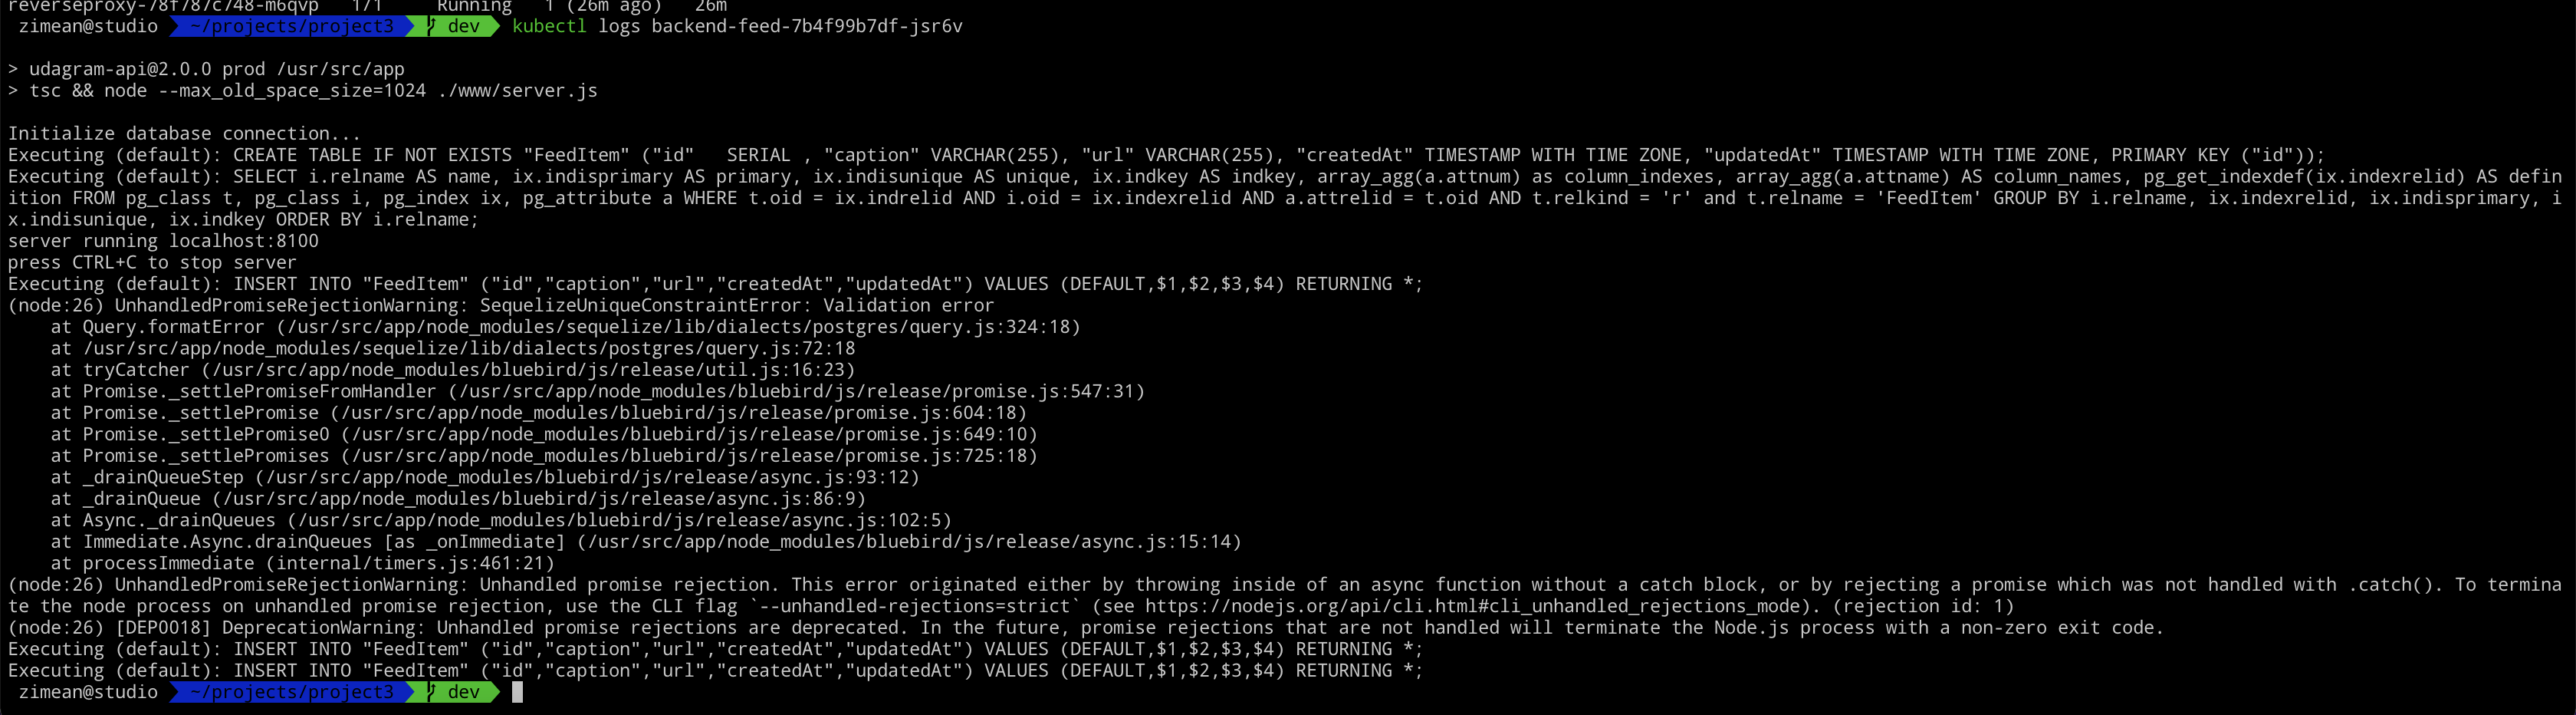 reverseproxy-78f787c748-m6qvp   1/1     Running   1 (26m ago)   26m
zimean@studio ~/projects/project3 dev kubectl logs backend-feed-7b4f99b7df-jsr6v
> udagram-api@2.0.0 prod /usr/src/app
> tsc && node --max_old_space_size=1024 ./www/server.js
Initialize database connection...
Executing (default): CREATE TABLE IF NOT EXISTS "FeedItem" ("id"   SERIAL , "caption" VARCHAR(255), "url" VARCHAR(255), "createdAt" TIMESTAMP WITH TIME ZONE, "updatedAt" TIMESTAMP WITH TIME ZONE, PRIMARY KEY ("id"));
Executing (default): SELECT i.relname AS name, ix.indisprimary AS primary, ix.indisunique AS unique, ix.indkey AS indkey, array_agg(a.attnum) as column_indexes, array_agg(a.attname) AS column_names, pg_get_indexdef(ix.indexrelid) AS defin
ition FROM pg_class t, pg_class i, pg_index ix, pg_attribute a WHERE t.oid = ix.indrelid AND i.oid = ix.indexrelid AND a.attrelid = t.oid AND t.relkind = 'r' and t.relname = 'FeedItem' GROUP BY i.relname, ix.indexrelid, ix.indisprimary, i
x.indisunique, ix.indkey ORDER BY i.relname;
server running localhost:8100
press CTRL+C to stop server
Executing (default): INSERT INTO "FeedItem" ("id","caption","url","createdAt","updatedAt") VALUES (DEFAULT,$1,$2,$3,$4) RETURNING *;
(node:26) UnhandledPromiseRejectionWarning: SequelizeUniqueConstraintError: Validation error
    at Query.formatError (/usr/src/app/node_modules/sequelize/lib/dialects/postgres/query.js:324:18)
    at /usr/src/app/node_modules/sequelize/lib/dialects/postgres/query.js:72:18
    at tryCatcher (/usr/src/app/node_modules/bluebird/js/release/util.js:16:23)
    at Promise._settlePromiseFromHandler (/usr/src/app/node_modules/bluebird/js/release/promise.js:547:31)
    at Promise._settlePromise (/usr/src/app/node_modules/bluebird/js/release/promise.js:604:18)
    at Promise._settlePromise0 (/usr/src/app/node_modules/bluebird/js/release/promise.js:649:10)
    at Promise._settlePromises (/usr/src/app/node_modules/bluebird/js/release/promise.js:725:18)
    at _drainQueueStep (/usr/src/app/node_modules/bluebird/js/release/async.js:93:12)
    at _drainQueue (/usr/src/app/node_modules/bluebird/js/release/async.js:86:9)
    at Async._drainQueues (/usr/src/app/node_modules/bluebird/js/release/async.js:102:5)
    at Immediate.Async.drainQueues [as _onImmediate] (/usr/src/app/node_modules/bluebird/js/release/async.js:15:14)
    at processImmediate (internal/timers.js:461:21)
(node:26) UnhandledPromiseRejectionWarning: Unhandled promise rejection. This error originated either by throwing inside of an async function without a catch block, or by rejecting a promise which was not handled with .catch(). To termina
te the node process on unhandled promise rejection, use the CLI flag `--unhandled-rejections=strict` (see https://nodejs.org/api/cli.html#cli_unhandled_rejections_mode). (rejection id: 1)
(node:26) [DEP0018] DeprecationWarning: Unhandled promise rejections are deprecated. In the future, promise rejections that are not handled will terminate the Node.js process with a non-zero exit code.
Executing (default): INSERT INTO "FeedItem" ("id","caption","url","createdAt","updatedAt") VALUES (DEFAULT,$1,$2,$3,$4) RETURNING *;
Executing (default): INSERT INTO "FeedItem" ("id","caption","url","createdAt","updatedAt") VALUES (DEFAULT,$1,$2,$3,$4) RETURNING *;
zimean@studio ~/projects/project3 dev